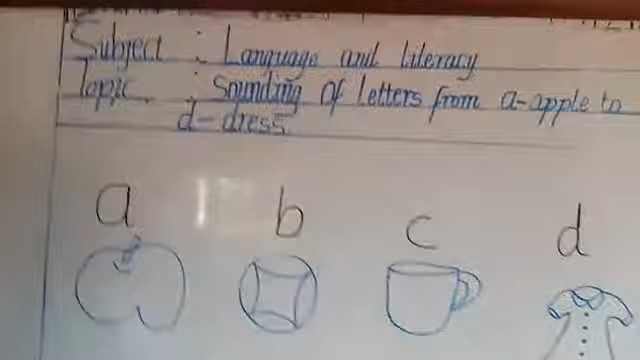 Subject : Language and literacy
Topic : Sounding of letters from a-apple to
d-dress
a b c d